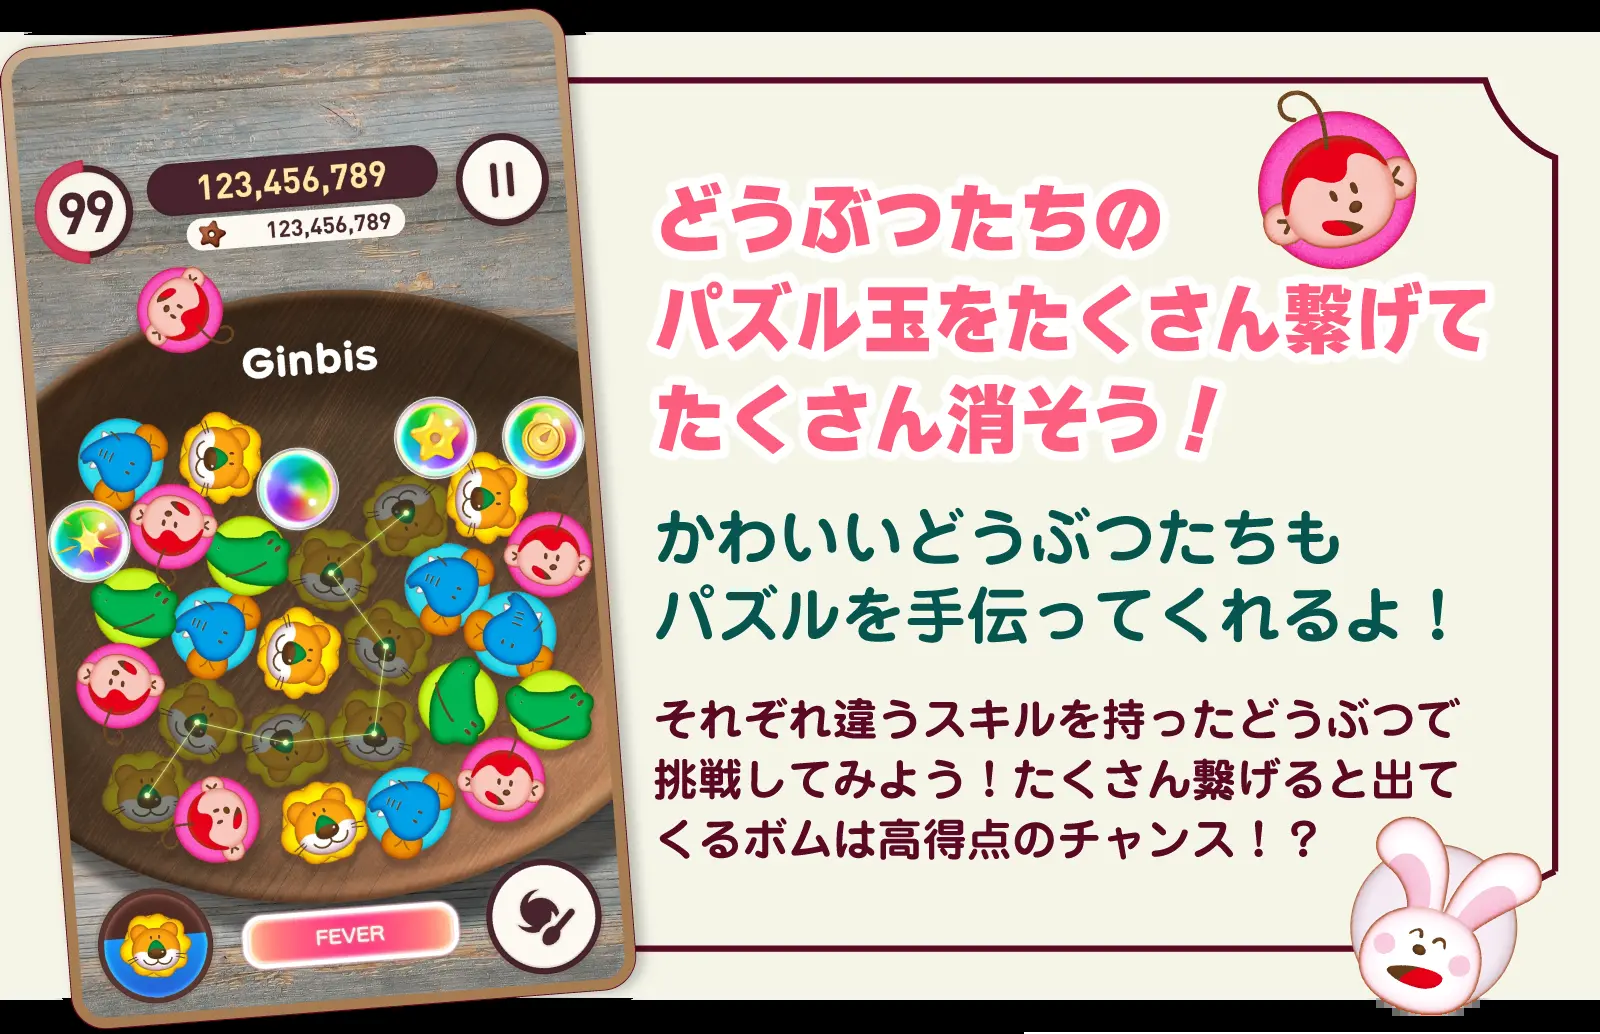 99
123,456,789
123,456,789
Ginbis
FEVER
どうぶつたちの
パズル玉をたくさん繋げて
たくさん消そう！
かわいいどうぶつたちも
パズルを手伝ってくれるよ！
それぞれ違うスキルを持ったどうぶつで
挑戦してみよう！たくさん繋げると出て
くるボムは高得点のチャンス！？